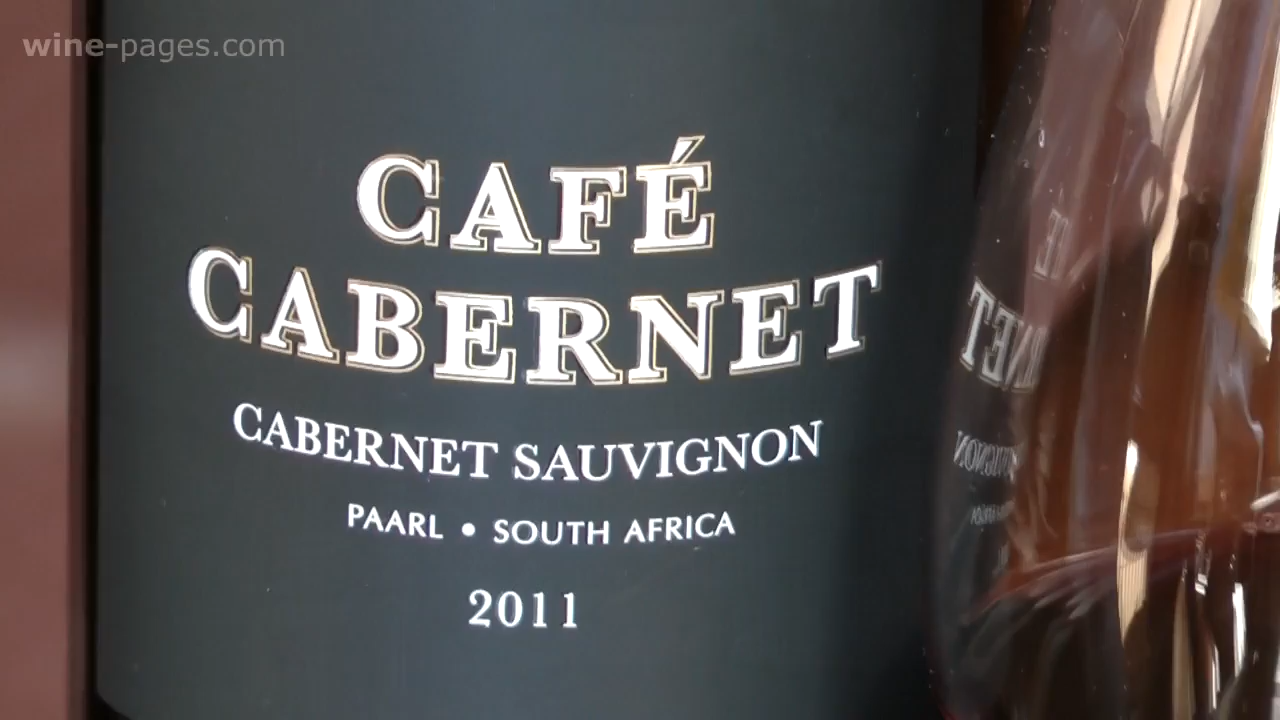 wine-pages.com
CAFÉ
CABERNET
CABERNET SAUVIGNON
PAARL • SOUTH AFRICA
2011